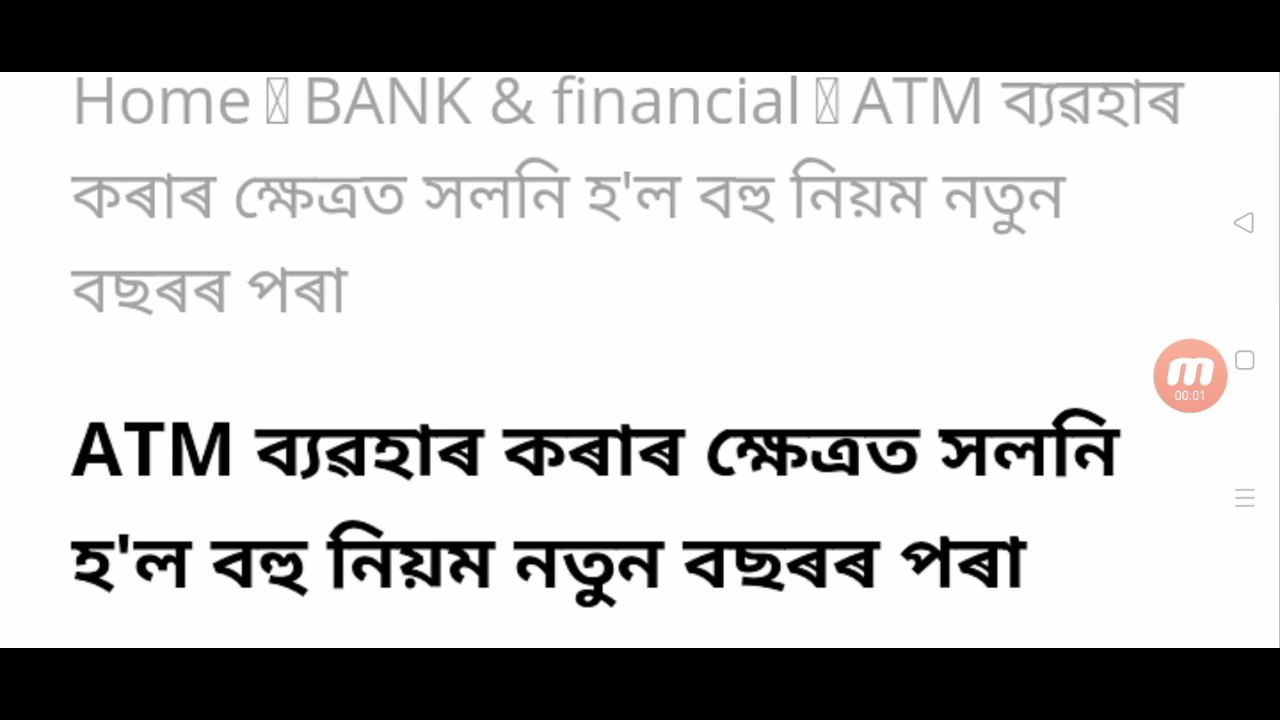 Home BANK & financial ATM ব্যৱহাৰ
কৰাৰ ক্ষেত্ৰত সলনি হ'ল বহু নিয়ম নতুন
বছৰৰ পৰা
ATM ব্যৱহাৰ কৰাৰ ক্ষেত্ৰত সলনি
হ'ল বহু নিয়ম নতুন বছৰৰ পৰা
m
00:01